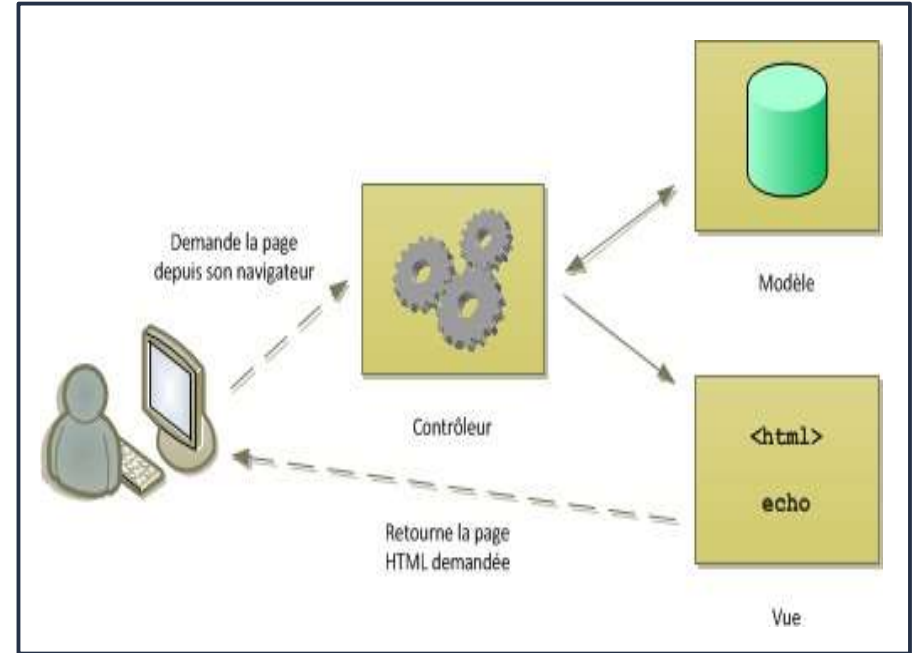 Demande la page
depuis son navigateur
Contrôleur
Modèle
<html>
echo
Vue
Retourne la page
HTML demandée